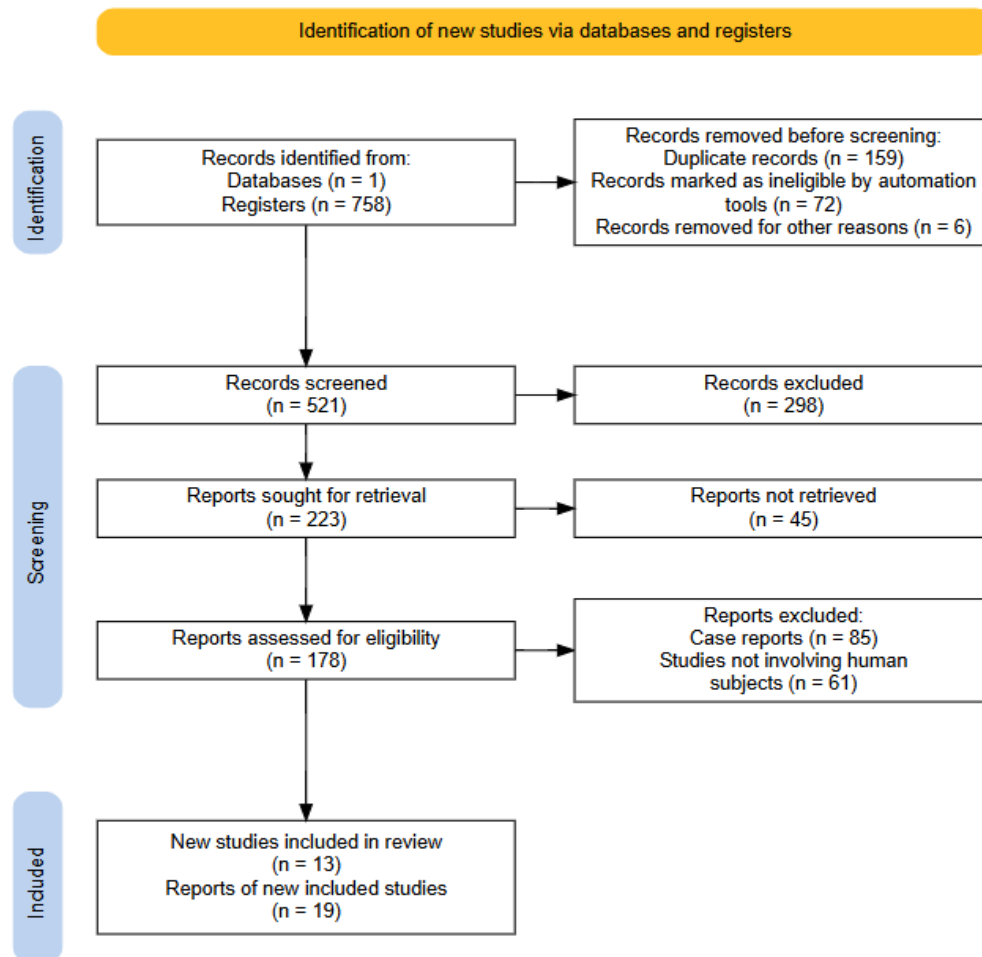 Identification of new studies via databases and registers
Identification
Records identified from:
Databases (n = 1)
Registers (n = 758)
Records removed before screening:
Duplicate records (n = 159)
Records marked as ineligible by automation
tools (n = 72)
Records removed for other reasons (n = 6)
Screening
Records screened
(n = 521)
Records excluded
(n = 298)
Reports sought for retrieval
(n = 223)
Reports not retrieved
(n = 45)
Reports assessed for eligibility
(n = 178)
Reports excluded:
Case reports (n = 85)
Studies not involving human
subjects (n = 61)
Included
New studies included in review
(n = 13)
Reports of new included studies
(n = 19)